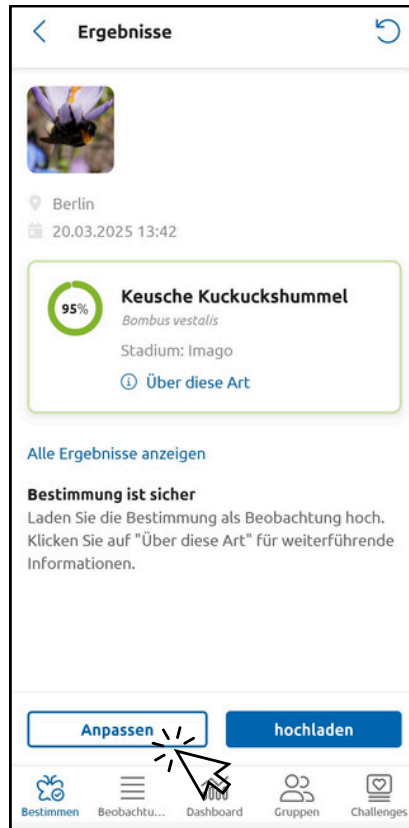 Ergebnisse
Berlin
20.03.2025 13:42
95%
Keusche Kuckuckshummel
Bombus vestalis
Stadium: Imago
Über diese Art
Alle Ergebnisse anzeigen
Bestimmung ist sicher
Laden Sie die Bestimmung als Beobachtung hoch.
Klicken Sie auf "Über diese Art" für weiterführende
Informationen.
Anpassen
hochladen
Bestimmen
Beobachtu...
Dashboard
Gruppen
Challenges